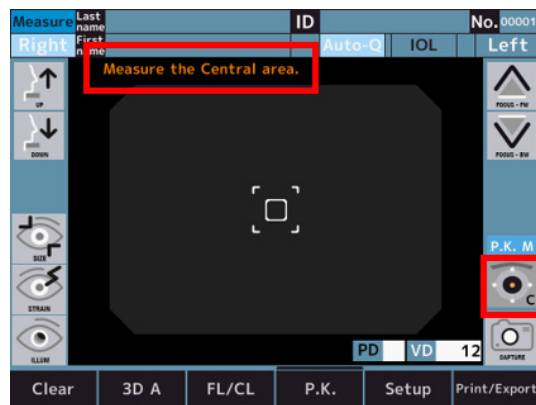 Measure Last name ID No. 00001
Right First name Auto-Q IOL Left
Measure the Central area.
UP
FOCUS - FW
DOWN
FOCUS - BW
SIZE
P.K. M
STRAIN
C
ILLUM
CAPTURE
PD VD 12
Clear 3D A FL/CL P.K. Setup Print/Export